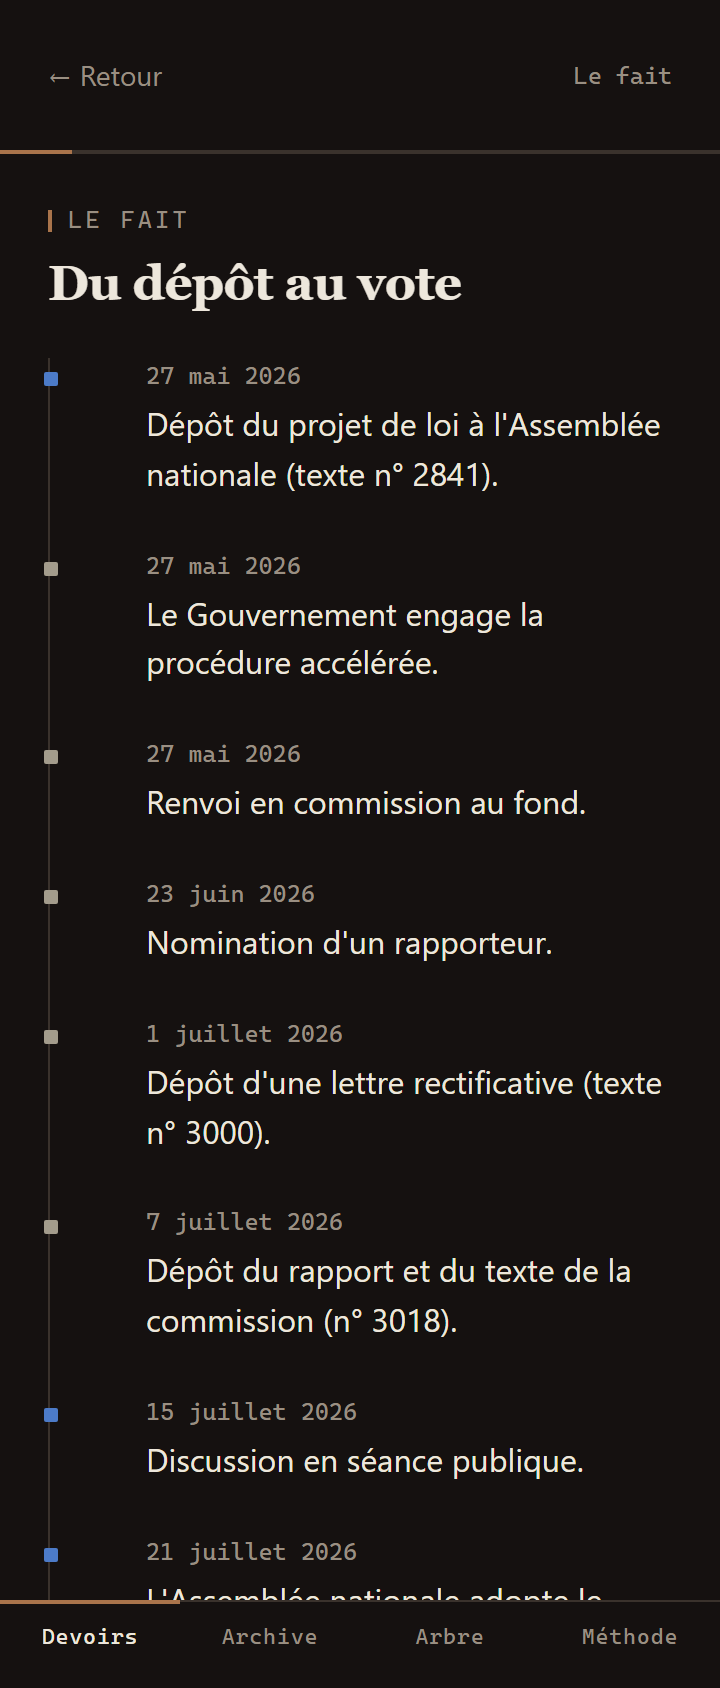 ← Retour
Le fait
LE FAIT
Du dépôt au vote
27 mai 2026
Dépôt du projet de loi à l'Assemblée
nationale (texte n° 2841).
27 mai 2026
Le Gouvernement engage la
procédure accélérée.
27 mai 2026
Renvoi en commission au fond.
23 juin 2026
Nomination d'un rapporteur.
1 juillet 2026
Dépôt d'une lettre rectificative (texte
n° 3000).
7 juillet 2026
Dépôt du rapport et du texte de la
commission (n° 3018).
15 juillet 2026
Discussion en séance publique.
21 juillet 2026
L'Assemblée nationale adopte le
Devoirs
Archive
Arbre
Méthode